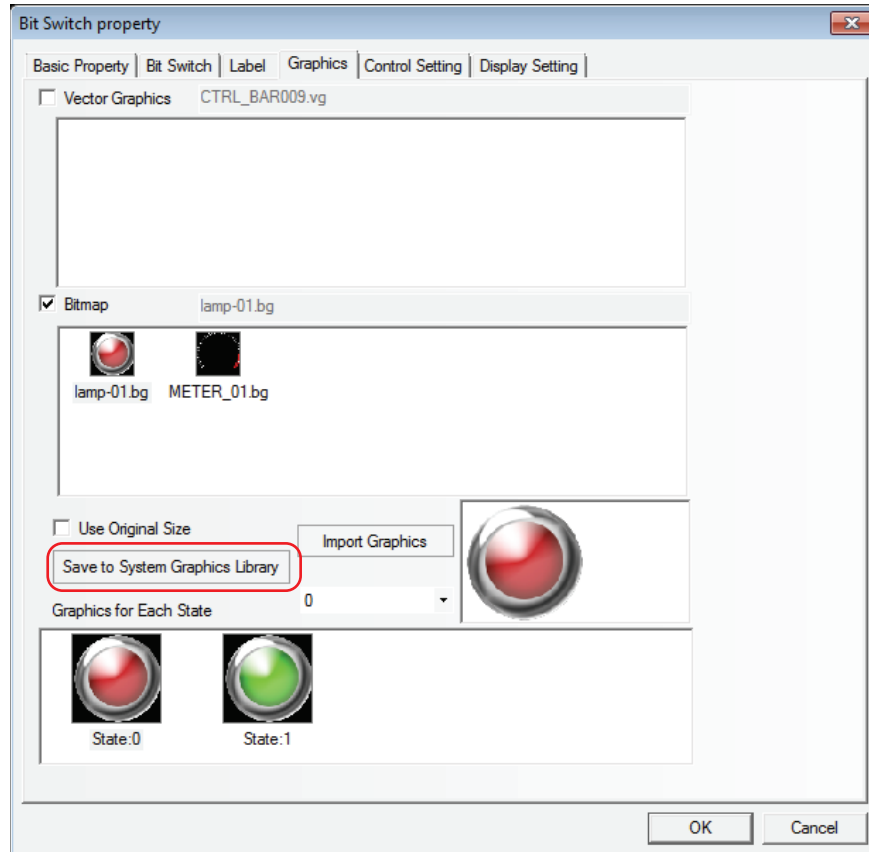 Bit Switch property
Basic Property Bit Switch Label Graphics Control Setting Display Setting
Vector Graphics CTRL_BAR009.vg
Bitmap lamp-01.bg
lamp-01.bg METER_01.bg
Use Original Size
Import Graphics
Save to System Graphics Library
0
Graphics for Each State
State:0 State:1
OK Cancel